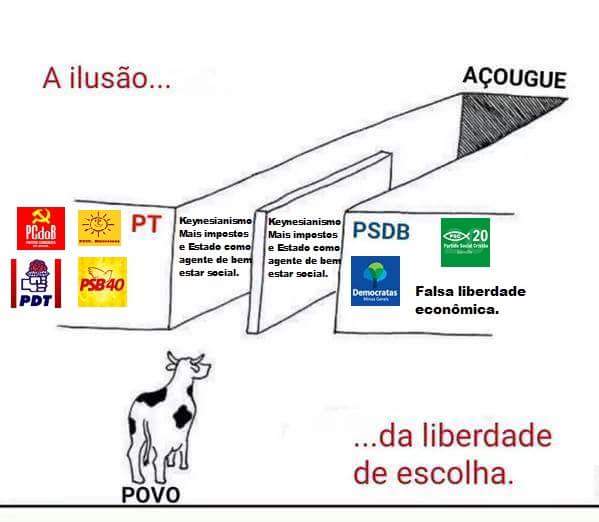 A ilusão...
AÇOUGUE
PCdoB
PT
PDT
PSB40
Keynesianismo
Mais impostos
e Estado como
agente de bem
estar social.
Keynesianismo
Mais impostos
e Estado como
agente de bem
estar social.
PSDB
PSC 20
Partido Social Cristão
Democratas
Minas Gerais
Falsa liberdade
econômica.
POVO
...da liberdade
de escolha.